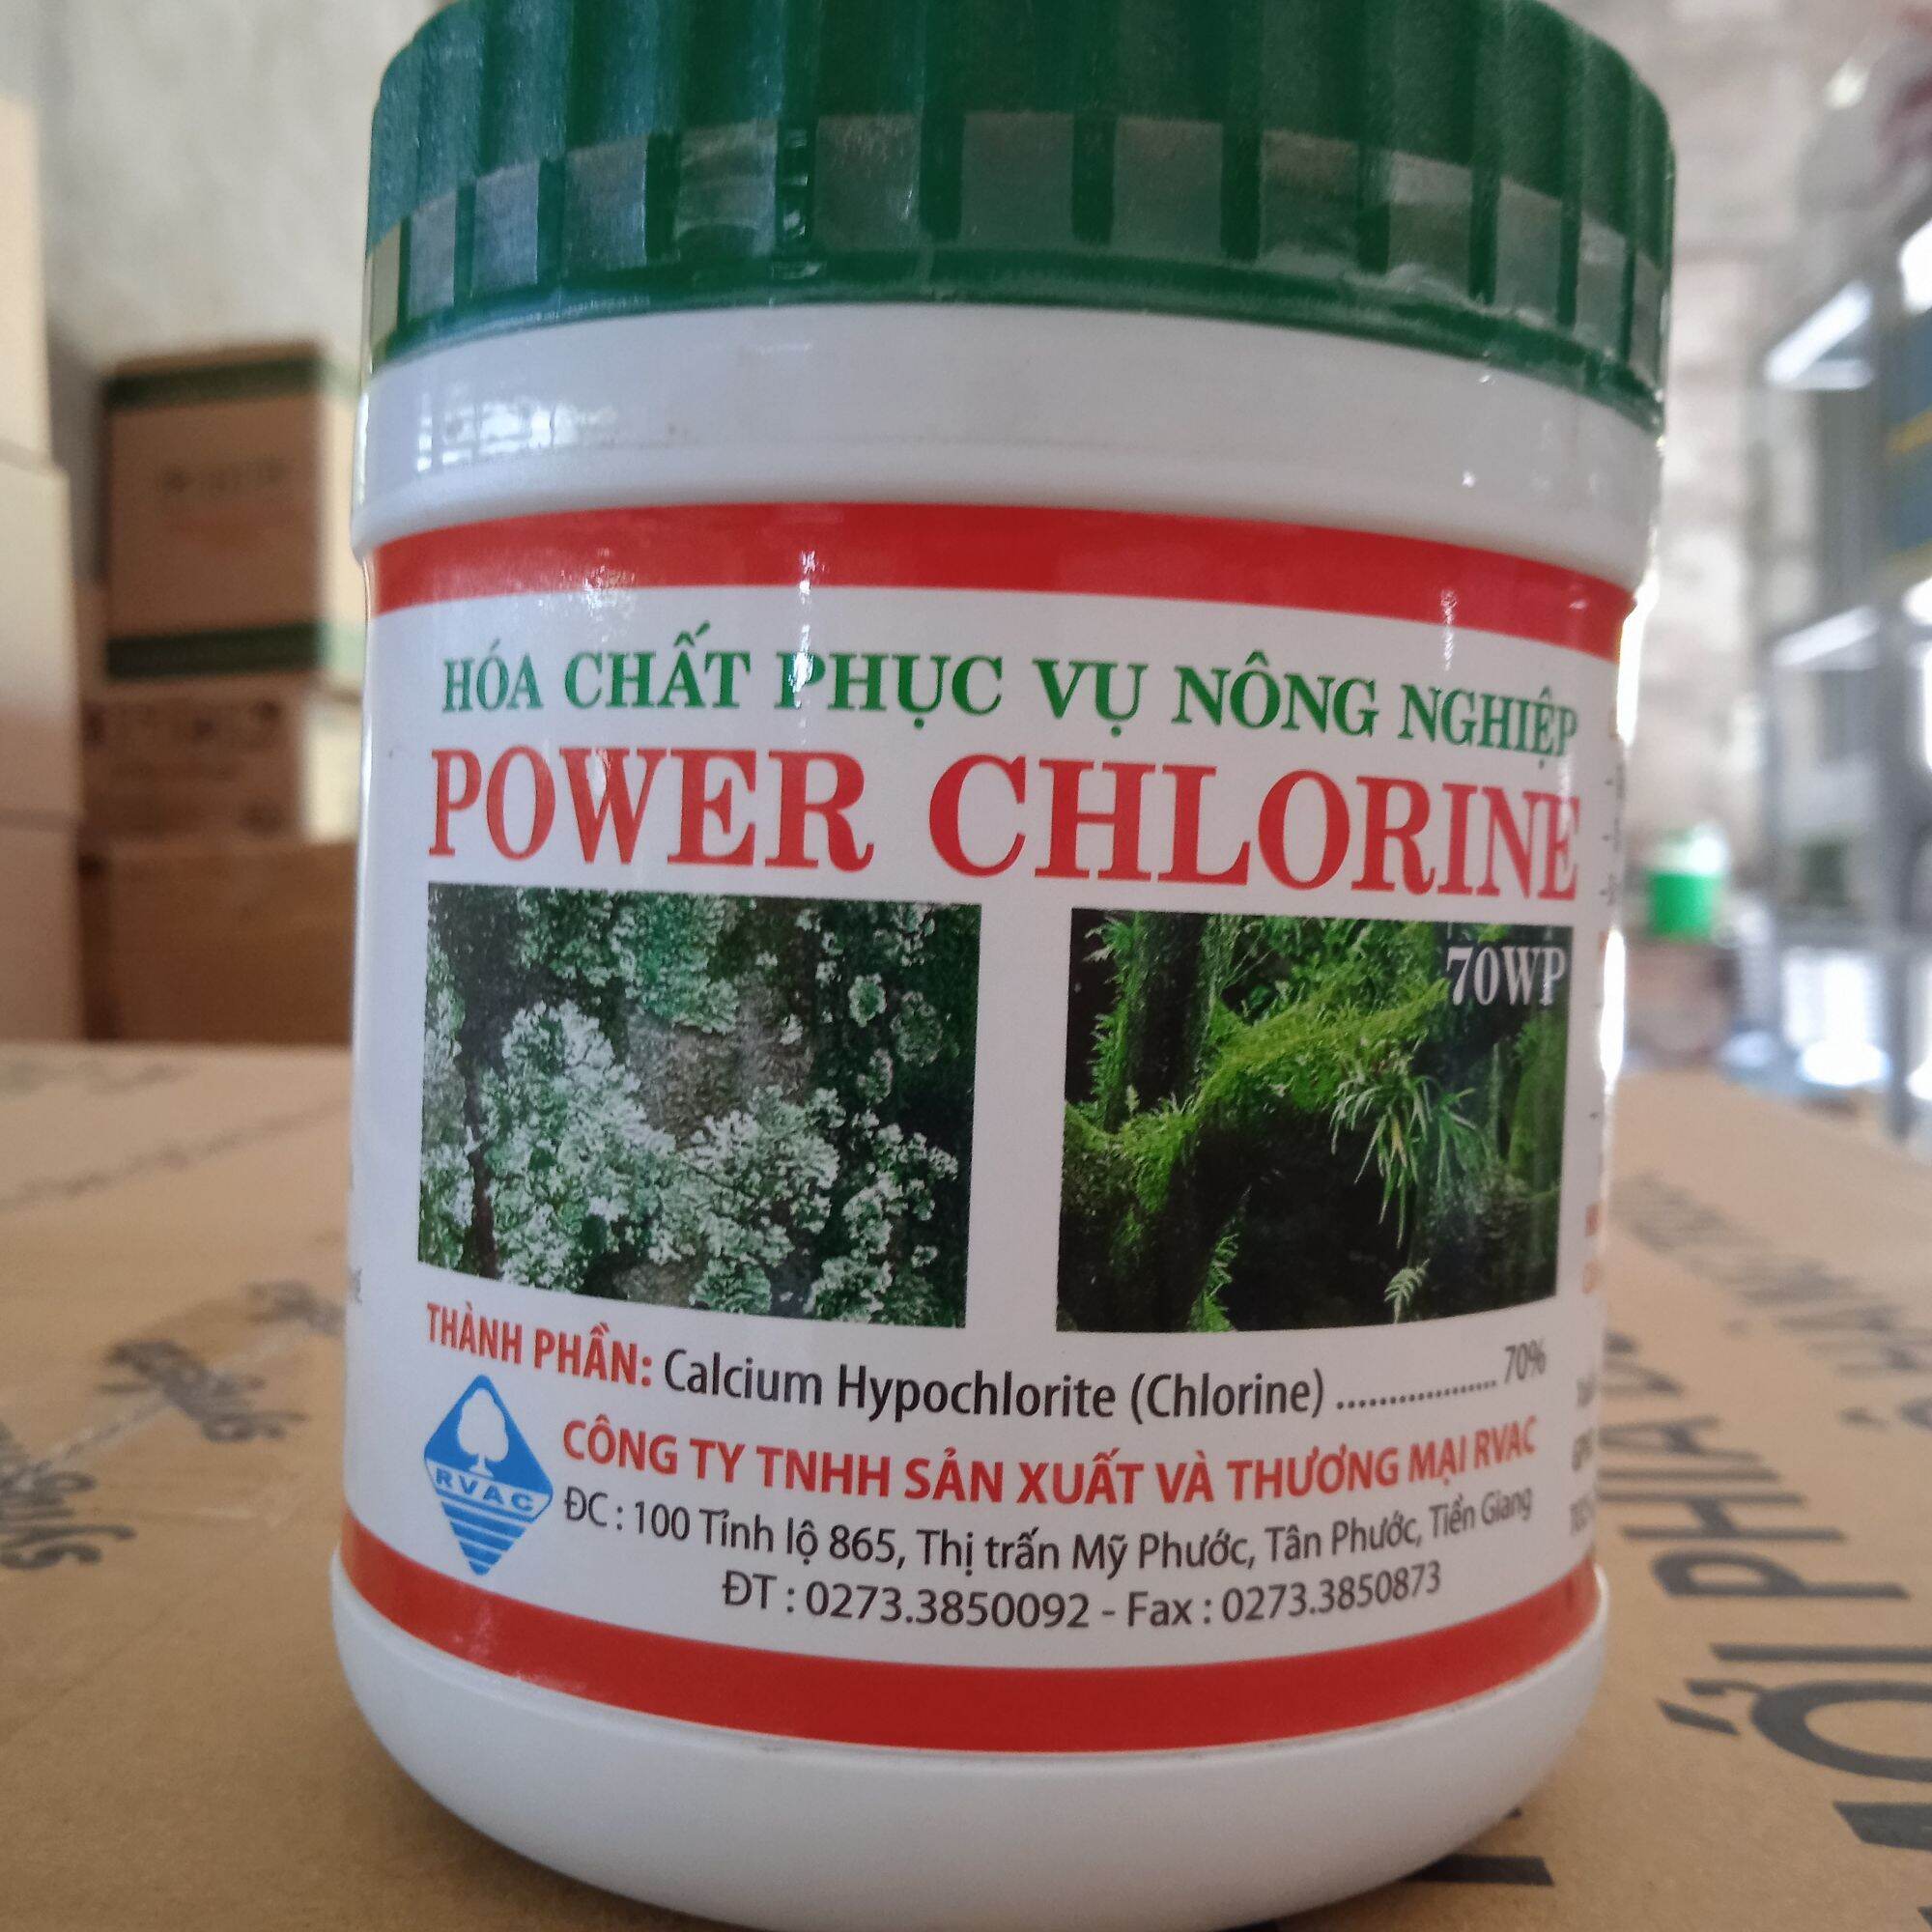 HÓA CHẤT PHỤC VỤ NÔNG NGHIỆP
POWER CHLORINE
70WP
THÀNH PHẦN: Calcium Hypochlorite (Chlorine) .................. 70%
RVAC
CÔNG TY TNHH SẢN XUẤT VÀ THƯƠNG MẠI RVAC
ĐC : 100 Tỉnh lộ 865, Thị trấn Mỹ Phước, Tân Phước, Tiền Giang
ĐT : 0273.3850092 - Fax : 0273.3850873